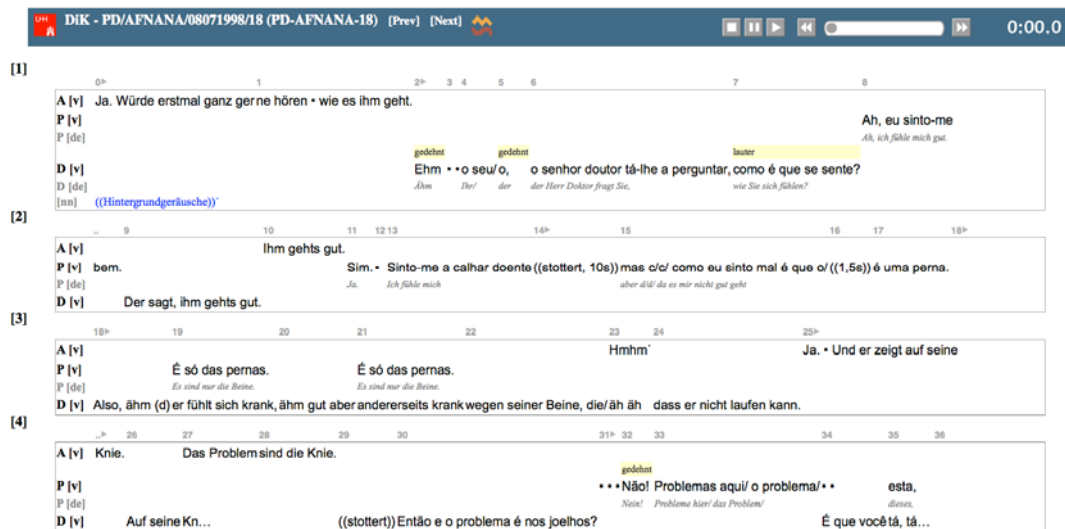 DiK - PD/AFNANA/08071998/18 (PD-AFNANA-18) [Prev] [Next] 0:00.0
[1]
0 1 2 3 4 5 6 7 8
A [v] Ja. Würde erstmal ganz gerne hören • wie es ihm geht.
P [v] Ah, eu sinto-me
P [de] Ah, ich fühle mich gut.
gedehnt gedehnt lauter
D [v] Ehm • • o seu/ o, o senhor doutor tá-lhe a perguntar, como é que se sente?
D [de] Ähm Ihr/ der der Herr Doktor fragt Sie, wie Sie sich fühlen?
[nn] ((Hintergrundgeräusche))˙
[2]
.. 9 10 11 12 13 14 15 16 17 18
A [v] Ihm gehts gut.
P [v] bem. Sim. • Sinto-me a calhar doente ((stottert, 10s)) mas c/c/ como eu sinto mal é que o/ ((1,5s)) é uma perna.
P [de] Ja. Ich fühle mich aber d/d/ da es mir nicht gut geht
D [v] Der sagt, ihm gehts gut.
[3]
18 19 20 21 22 23 24 25
A [v] Hmhm˙ Ja. • Und er zeigt auf seine
P [v] É só das pernas. É só das pernas.
P [de] Es sind nur die Beine. Es sind nur die Beine.
D [v] Also, ähm (d) er fühlt sich krank, ähm gut aber andererseits krank wegen seiner Beine, die/ äh äh dass er nicht laufen kann.
[4]
.. 26 27 28 29 30 31 32 33 34 35 36
A [v] Knie. Das Problem sind die Knie.
gedehnt
P [v] • • • Não! Problemas aqui/ o problema/ • • esta,
P [de] Nein! Probleme hier/ das Problem/ dieses,
D [v] Auf seine Kn... ((stottert)) Então e o problema é nos joelhos? É que você tá, tá...